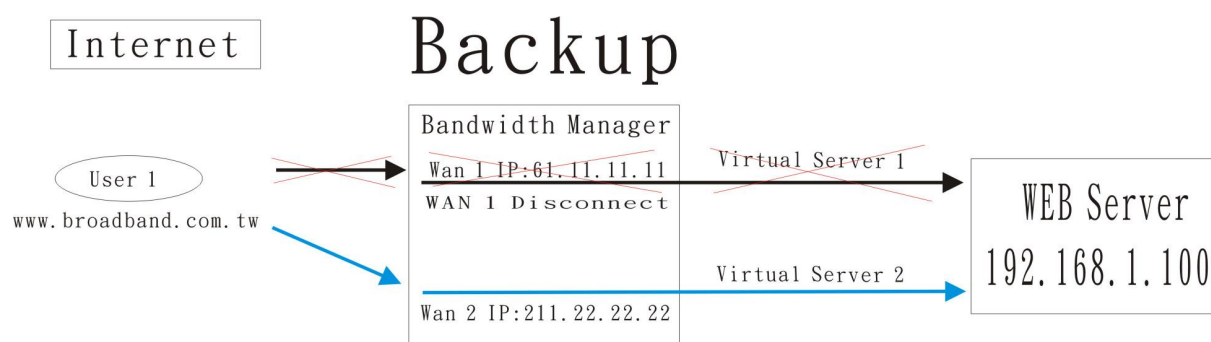 Internet
Backup
Bandwidth Manager
Wan 1 IP:61.11.11.11
Virtual Server 1
User 1
WAN 1 Disconnect
www.broadband.com.tw
WEB Server
192.168.1.100
Virtual Server 2
Wan 2 IP:211.22.22.22